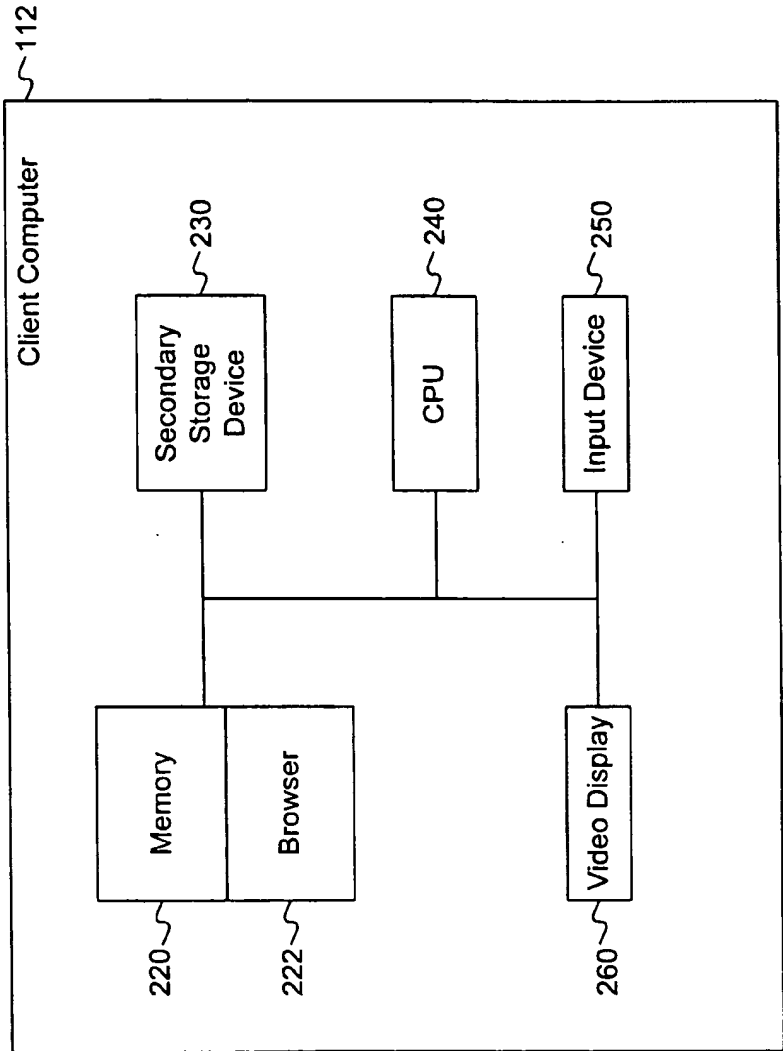 Client Computer
112
Memory
220
Browser
222
Secondary
Storage
Device
230
CPU
240
Video Display
260
Input Device
250